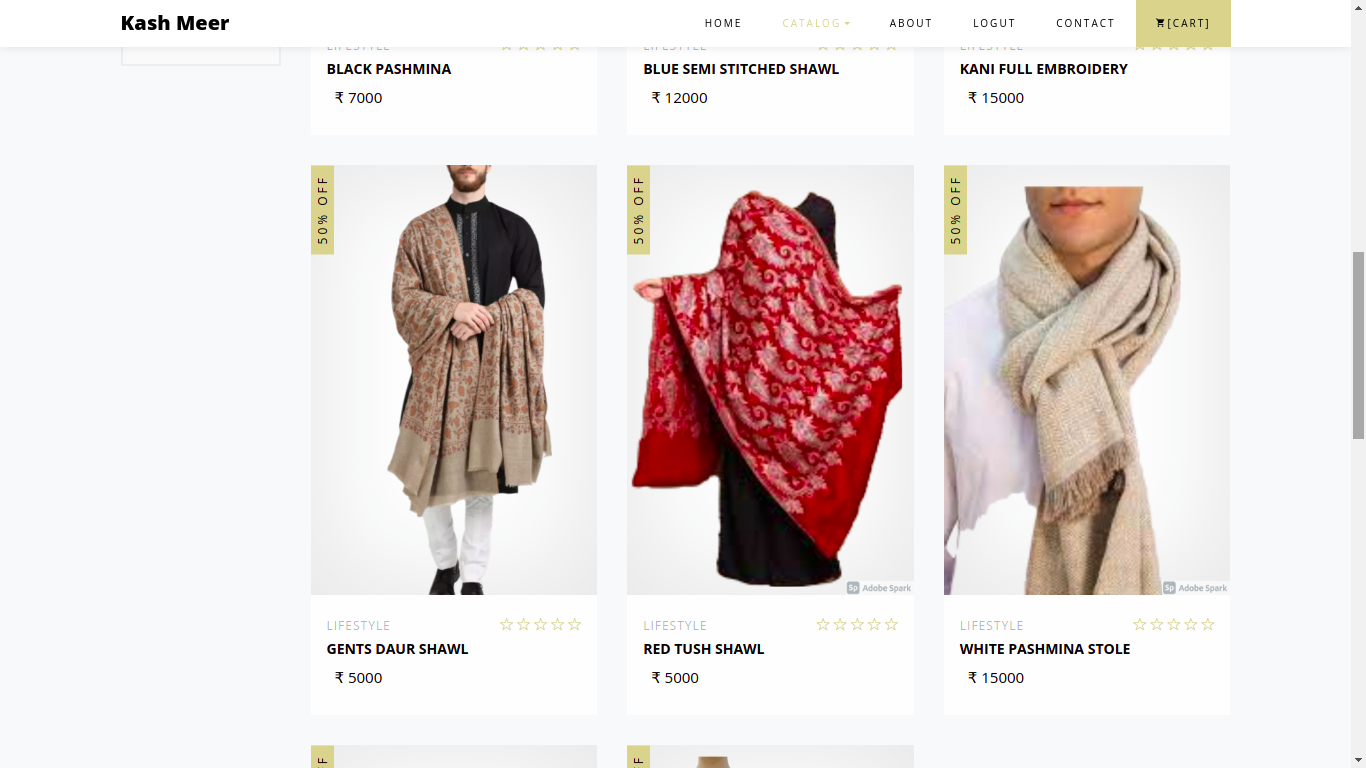 Kash Meer
HOME
CATALOG
ABOUT
LOGUT
CONTACT
[CART]
LIFESTYLE
LIFESTYLE
LIFESTYLE
BLACK PASHMINA
BLUE SEMI STITCHED SHAWL
KANI FULL EMBROIDERY
₹ 7000
₹ 12000
₹ 15000
50% OFF
50% OFF
50% OFF
Sp Adobe Spark
Sp Adobe Spark
LIFESTYLE
LIFESTYLE
LIFESTYLE
GENTS DAUR SHAWL
RED TUSH SHAWL
WHITE PASHMINA STOLE
₹ 5000
₹ 5000
₹ 15000